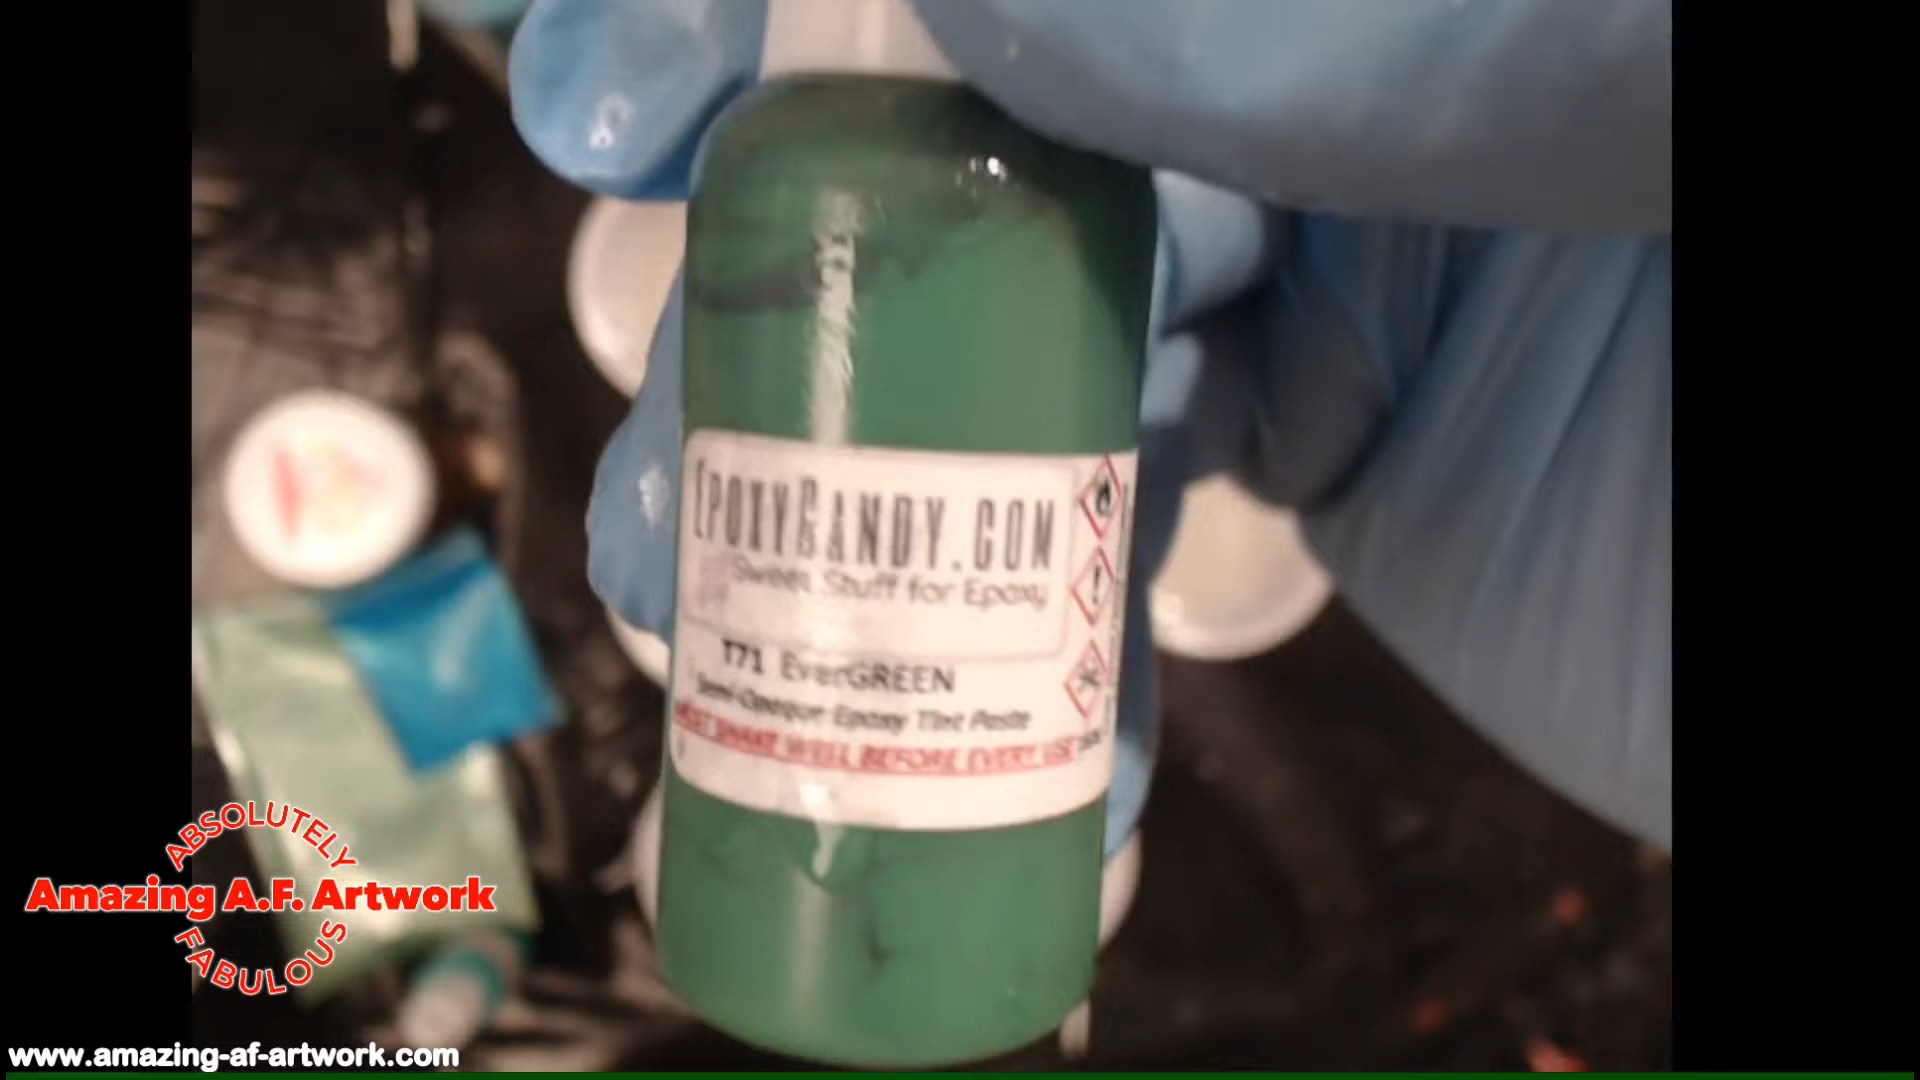 EPOXYCANDY.COM
Sweet Stuff for Epoxy
T71 EverGREEN
Semi-Opaque Epoxy Tint Paste
MUST SHAKE WELL BEFORE EVERY USE
ABSOLUTELY
Amazing A.F. Artwork
FABULOUS
www.amazing-af-artwork.com